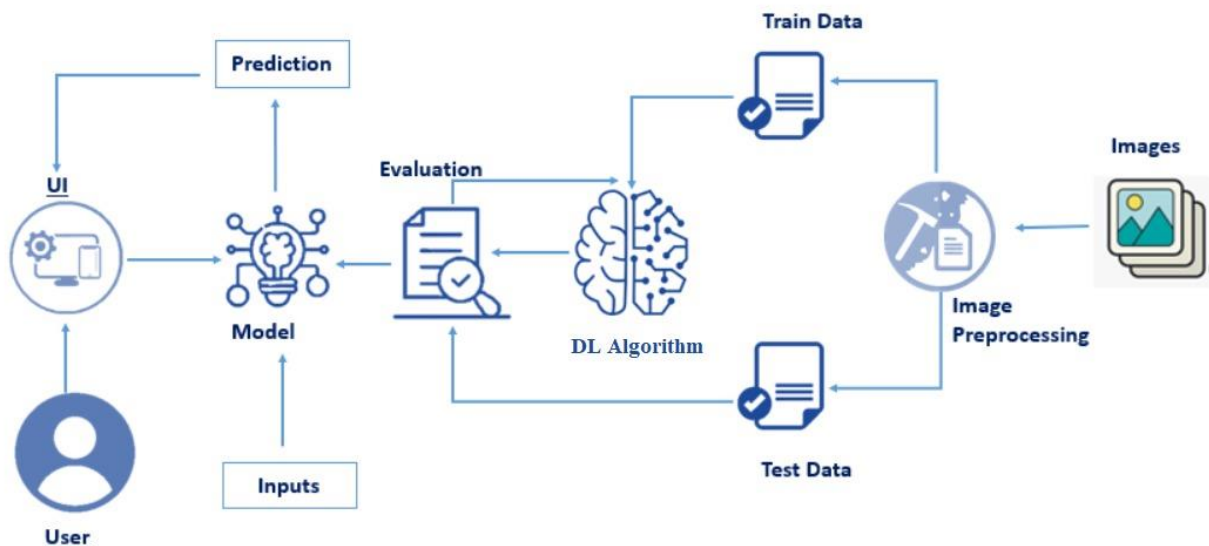 Train Data
Prediction
Images
Evaluation
UI
Model
Image
Preprocessing
DL Algorithm
Test Data
Inputs
User